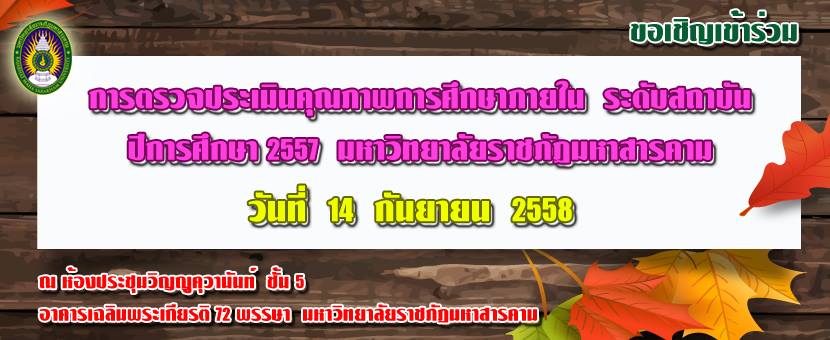 ขอเชิญเข้าร่วม
การตรวจประเมินคุณภาพการศึกษาภายใน ระดับสถาบัน
ปีการศึกษา 2557 มหาวิทยาลัยราชภัฏมหาสารคาม
วันที่ 14 กันยายน 2558
ณ ห้องประชุมวิญญูคุวานันท์ ชั้น 5
อาคารเฉลิมพระเกียรติ 72 พรรษา มหาวิทยาลัยราชภัฏมหาสารคาม